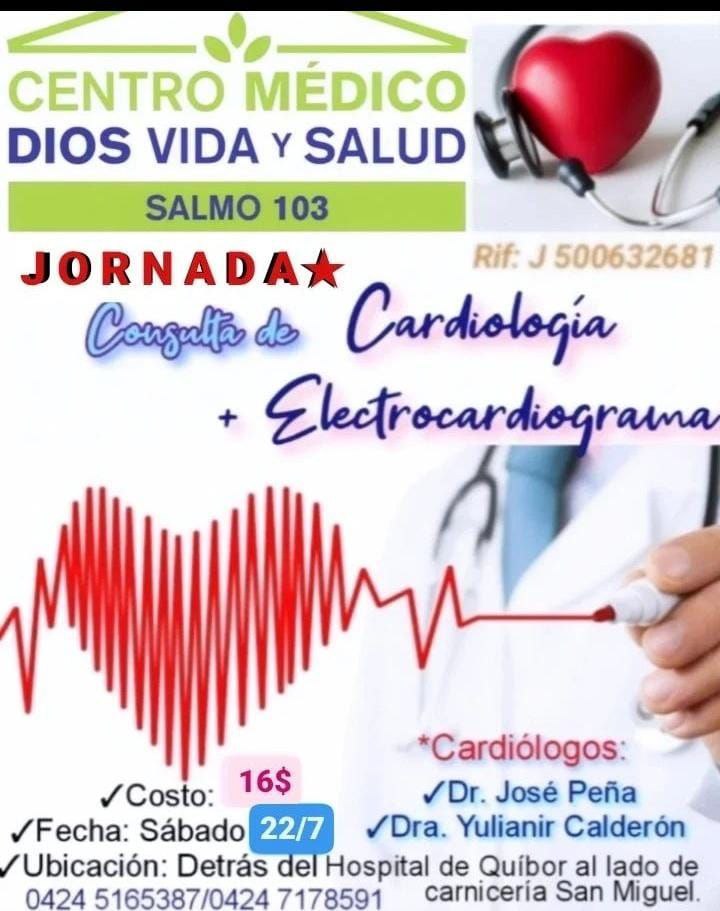 CENTRO MÉDICO
DIOS VIDA Y SALUD
SALMO 103
JORNADA★
Rif: J 500632681
Consulta de Cardiología
+ Electrocardiograma
*Cardiólogos:
✓Costo: 16$
✓Dr. José Peña
✓Fecha: Sábado 22/7
✓Dra. Yulianir Calderón
✓Ubicación: Detrás del Hospital de Quíbor al lado de
carnicería San Miguel.
0424 5165387/0424 7178591